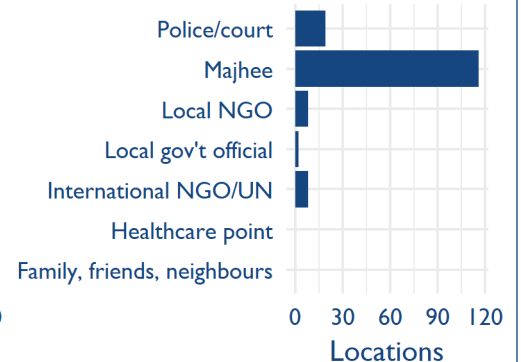 Police/court
Majhee
Local NGO
Local gov't official
International NGO/UN
Healthcare point
Family, friends, neighbours
0 30 60 90 120
Locations